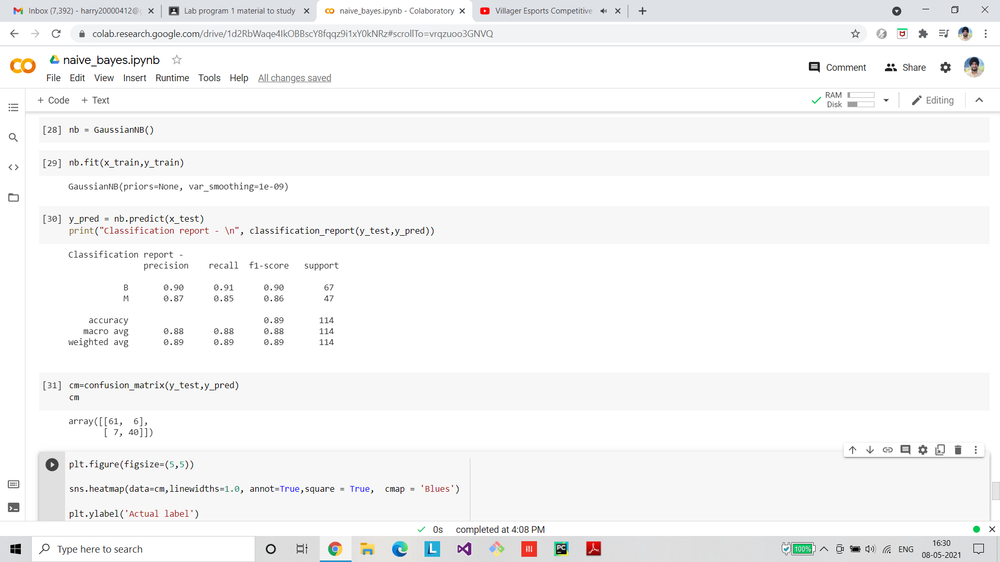 Inbox (7,392) - harry20000412@g
Lab program 1 material to study
naive_bayes.ipynb - Colaboratory
Villager Esports Competitive
colab.research.google.com/drive/1d2RbWaqe4IkOBBscY8fqqz9i1xY0kNRz#scrollTo=vrqzuoo3GNVQ
naive_bayes.ipynb
Comment
Share
File Edit View Insert Runtime Tools Help All changes saved
+ Code + Text
RAM
Disk
Editing
[28] nb = GaussianNB()
[29] nb.fit(x_train,y_train)
GaussianNB(priors=None, var_smoothing=1e-09)
[30] y_pred = nb.predict(x_test)
print("Classification report - \n", classification_report(y_test,y_pred))
Classification report -
precision recall f1-score support
B 0.90 0.91 0.90 67
M 0.87 0.85 0.86 47
accuracy 0.89 114
macro avg 0.88 0.88 0.88 114
weighted avg 0.89 0.89 0.89 114
[31] cm=confusion_matrix(y_test,y_pred)
cm
array([[61, 6],
[ 7, 40]])
plt.figure(figsize=(5,5))
sns.heatmap(data=cm,linewidths=1.0, annot=True,square = True, cmap = 'Blues')
plt.ylabel('Actual label')
0s completed at 4:08 PM
Type here to search
L
PC
100%
ENG
16:30
08-05-2021